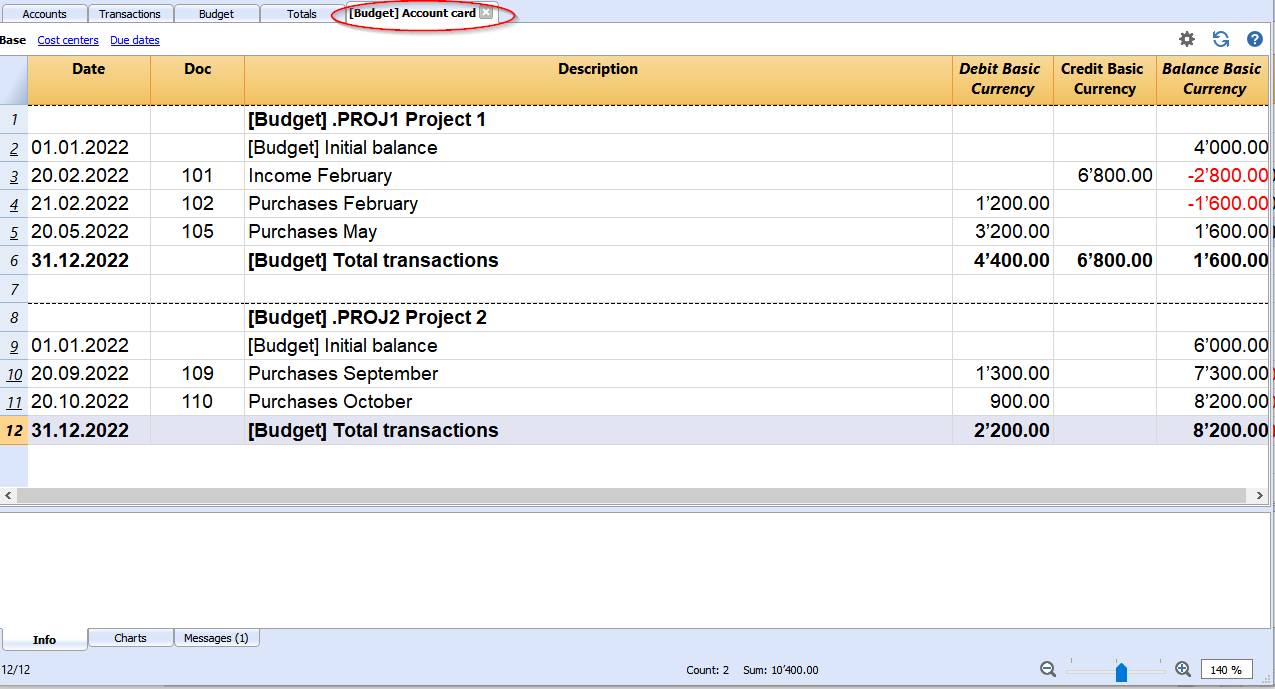 Accounts Transactions Budget Totals [Budget] Account card
Base Cost centers Due dates
Date Doc Description Debit Basic Currency Credit Basic Currency Balance Basic Currency
1 [Budget] .PROJ1 Project 1
2 01.01.2022 [Budget] Initial balance 4’000.00
3 20.02.2022 101 Income February 6’800.00 -2’800.00
4 21.02.2022 102 Purchases February 1’200.00 -1’600.00
5 20.05.2022 105 Purchases May 3’200.00 1’600.00
6 31.12.2022 [Budget] Total transactions 4’400.00 6’800.00 1’600.00
7
8 [Budget] .PROJ2 Project 2
9 01.01.2022 [Budget] Initial balance 6’000.00
10 20.09.2022 109 Purchases September 1’300.00 7’300.00
11 20.10.2022 110 Purchases October 900.00 8’200.00
12 31.12.2022 [Budget] Total transactions 2’200.00 8’200.00
Info Charts Messages (1)
12/12 Count: 2 Sum: 10’400.00 140 %